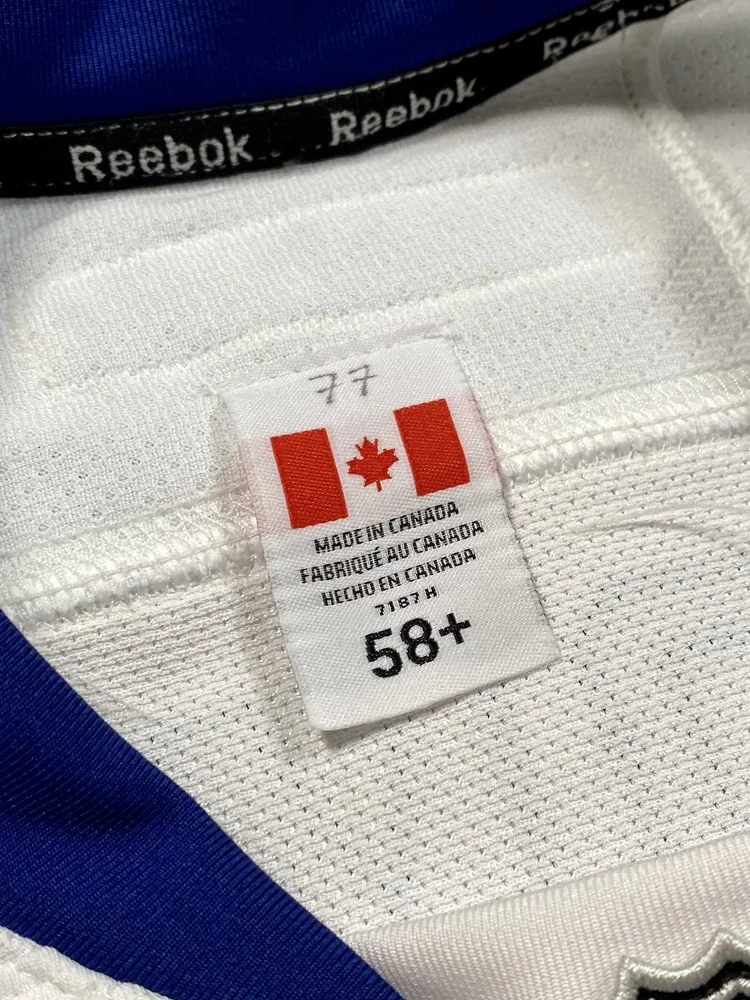 Reebok Reebok Reebok
77
MADE IN CANADA
FABRIQUÉ AU CANADA
HECHO EN CANADA
7187 H
58+